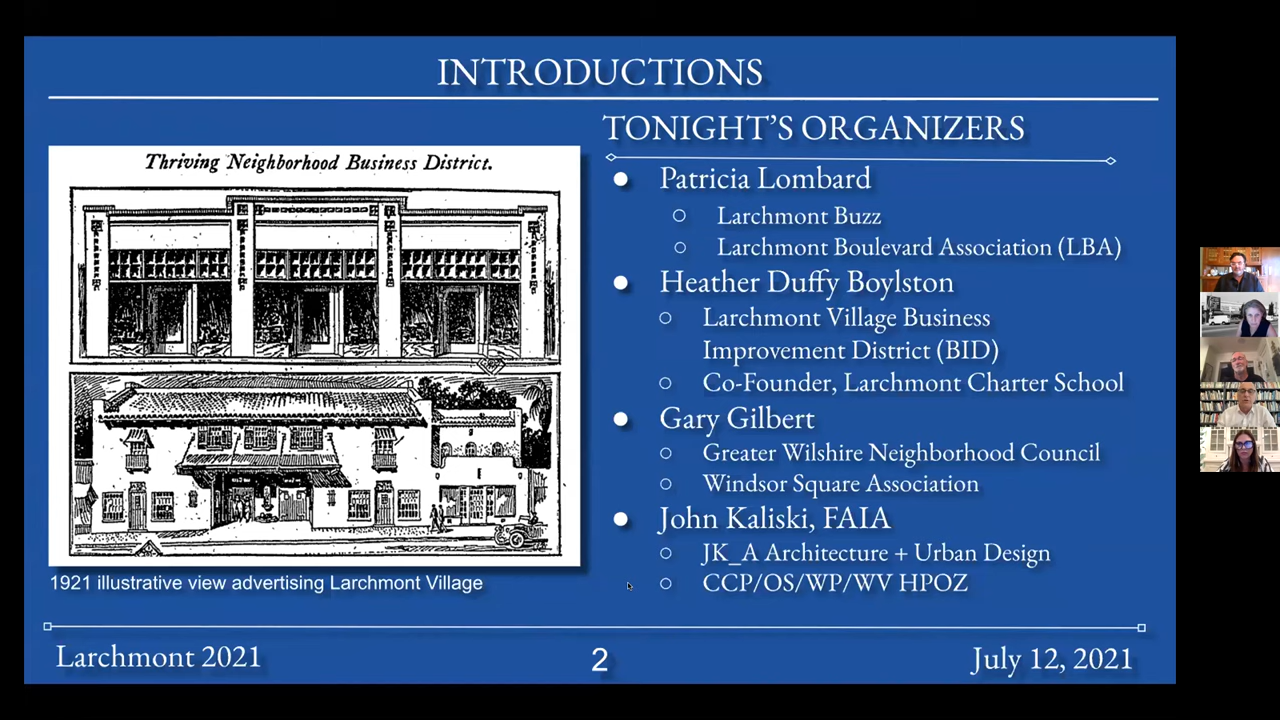 INTRODUCTIONS
Thriving Neighborhood Business District.
1921 illustrative view advertising Larchmont Village
TONIGHT'S ORGANIZERS
Patricia Lombard
Larchmont Buzz
Larchmont Boulevard Association (LBA)
Heather Duffy Boylston
Larchmont Village Business
Improvement District (BID)
Co-Founder, Larchmont Charter School
Gary Gilbert
Greater Wilshire Neighborhood Council
Windsor Square Association
John Kaliski, FAIA
JK_A Architecture + Urban Design
CCP/OS/WP/WV HPOZ
Larchmont 2021
2
July 12, 2021